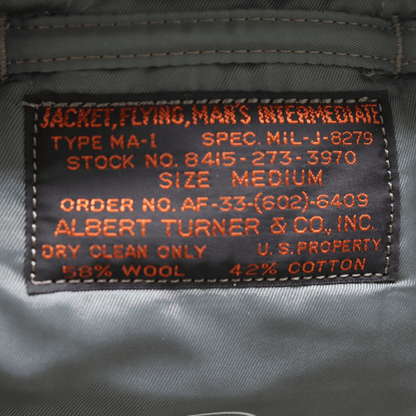 JACKET, FLYING, MAN'S INTERMEDIATE
TYPE MA-1 SPEC. MIL-J-8279
STOCK NO. 8415-273-3970
SIZE MEDIUM
ORDER NO. AF-33-(602)-6409
ALBERT TURNER & CO., INC.
DRY CLEAN ONLY U.S. PROPERTY
58% WOOL 42% COTTON